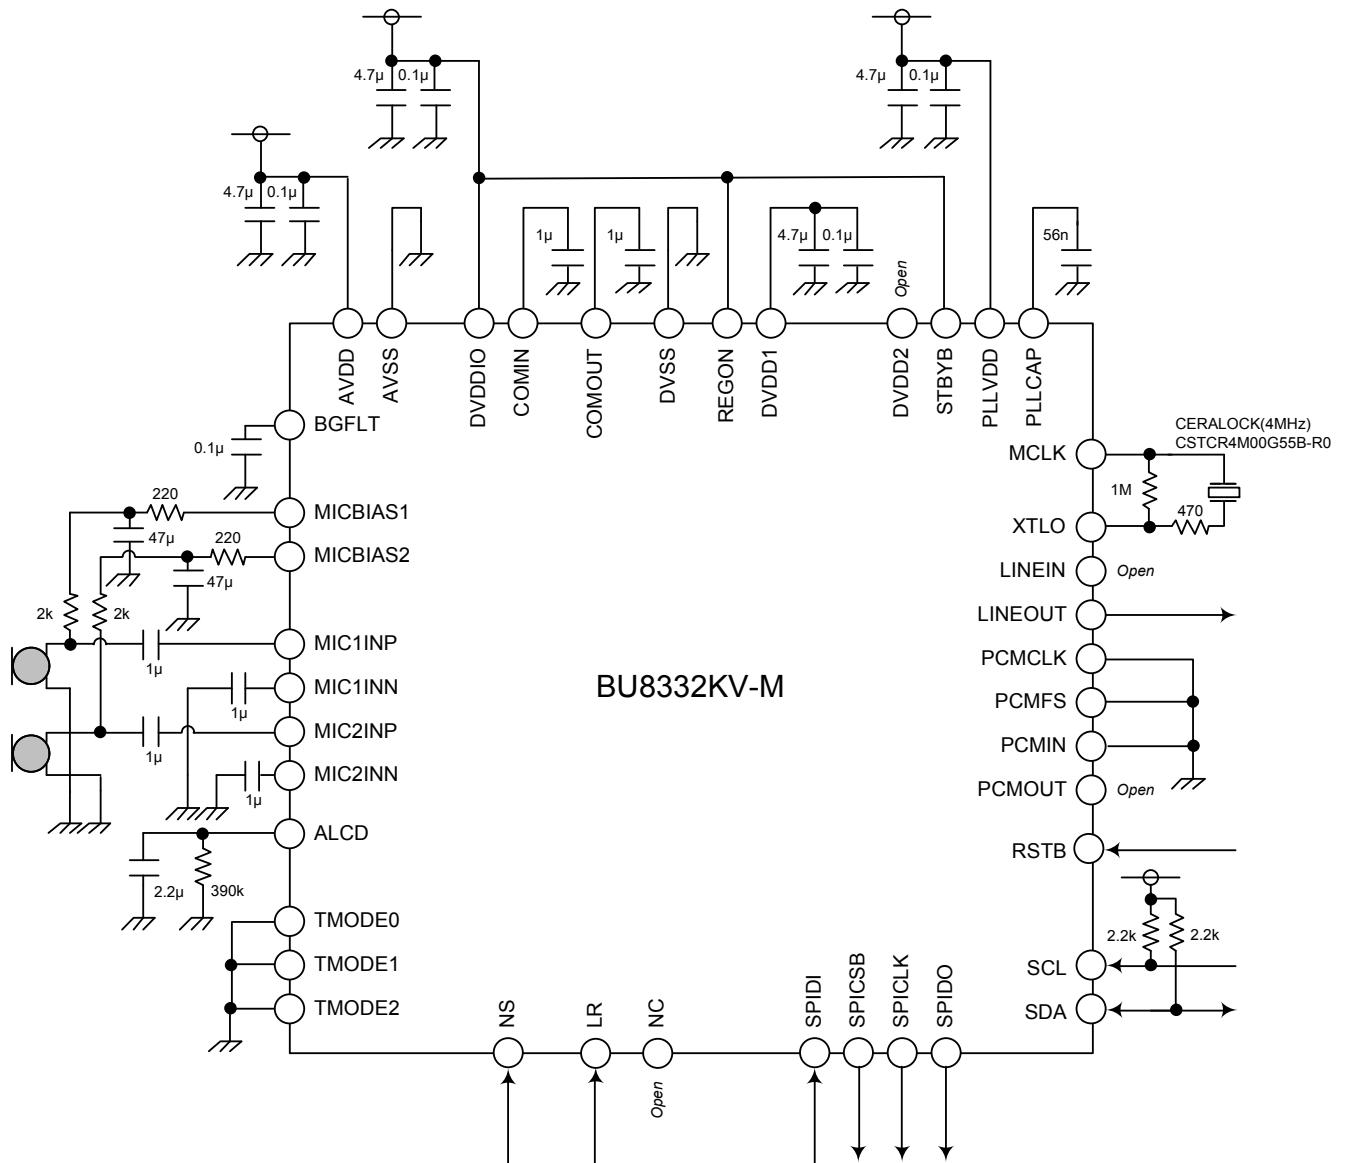 4.7µ 0.1µ
4.7µ 0.1µ
4.7µ 0.1µ
1µ
1µ
4.7µ 0.1µ
Open
56n
AVDD
AVSS
DVDDIO
COMIN
COMOUT
DVSS
REGON
DVDD1
DVDD2
STBYB
PLLVDD
PLLCAP
BGFLT
0.1µ
MICBIAS1
220
47µ
MICBIAS2
220
47µ
2k
2k
MIC1INP
1µ
MIC1INN
1µ
MIC2INP
1µ
MIC2INN
1µ
ALCD
2.2µ
390k
TMODE0
TMODE1
TMODE2
BU8332KV-M
CERALOCK(4MHz)
CSTCR4M00G55B-R0
MCLK
1M
470
XTLO
LINEIN
Open
LINEOUT
PCMCLK
PCMFS
PCMIN
PCMOUT
Open
RSTB
2.2k
2.2k
SCL
SDA
NS
LR
NC
Open
SPIDI
SPICSB
SPICLK
SPIDO